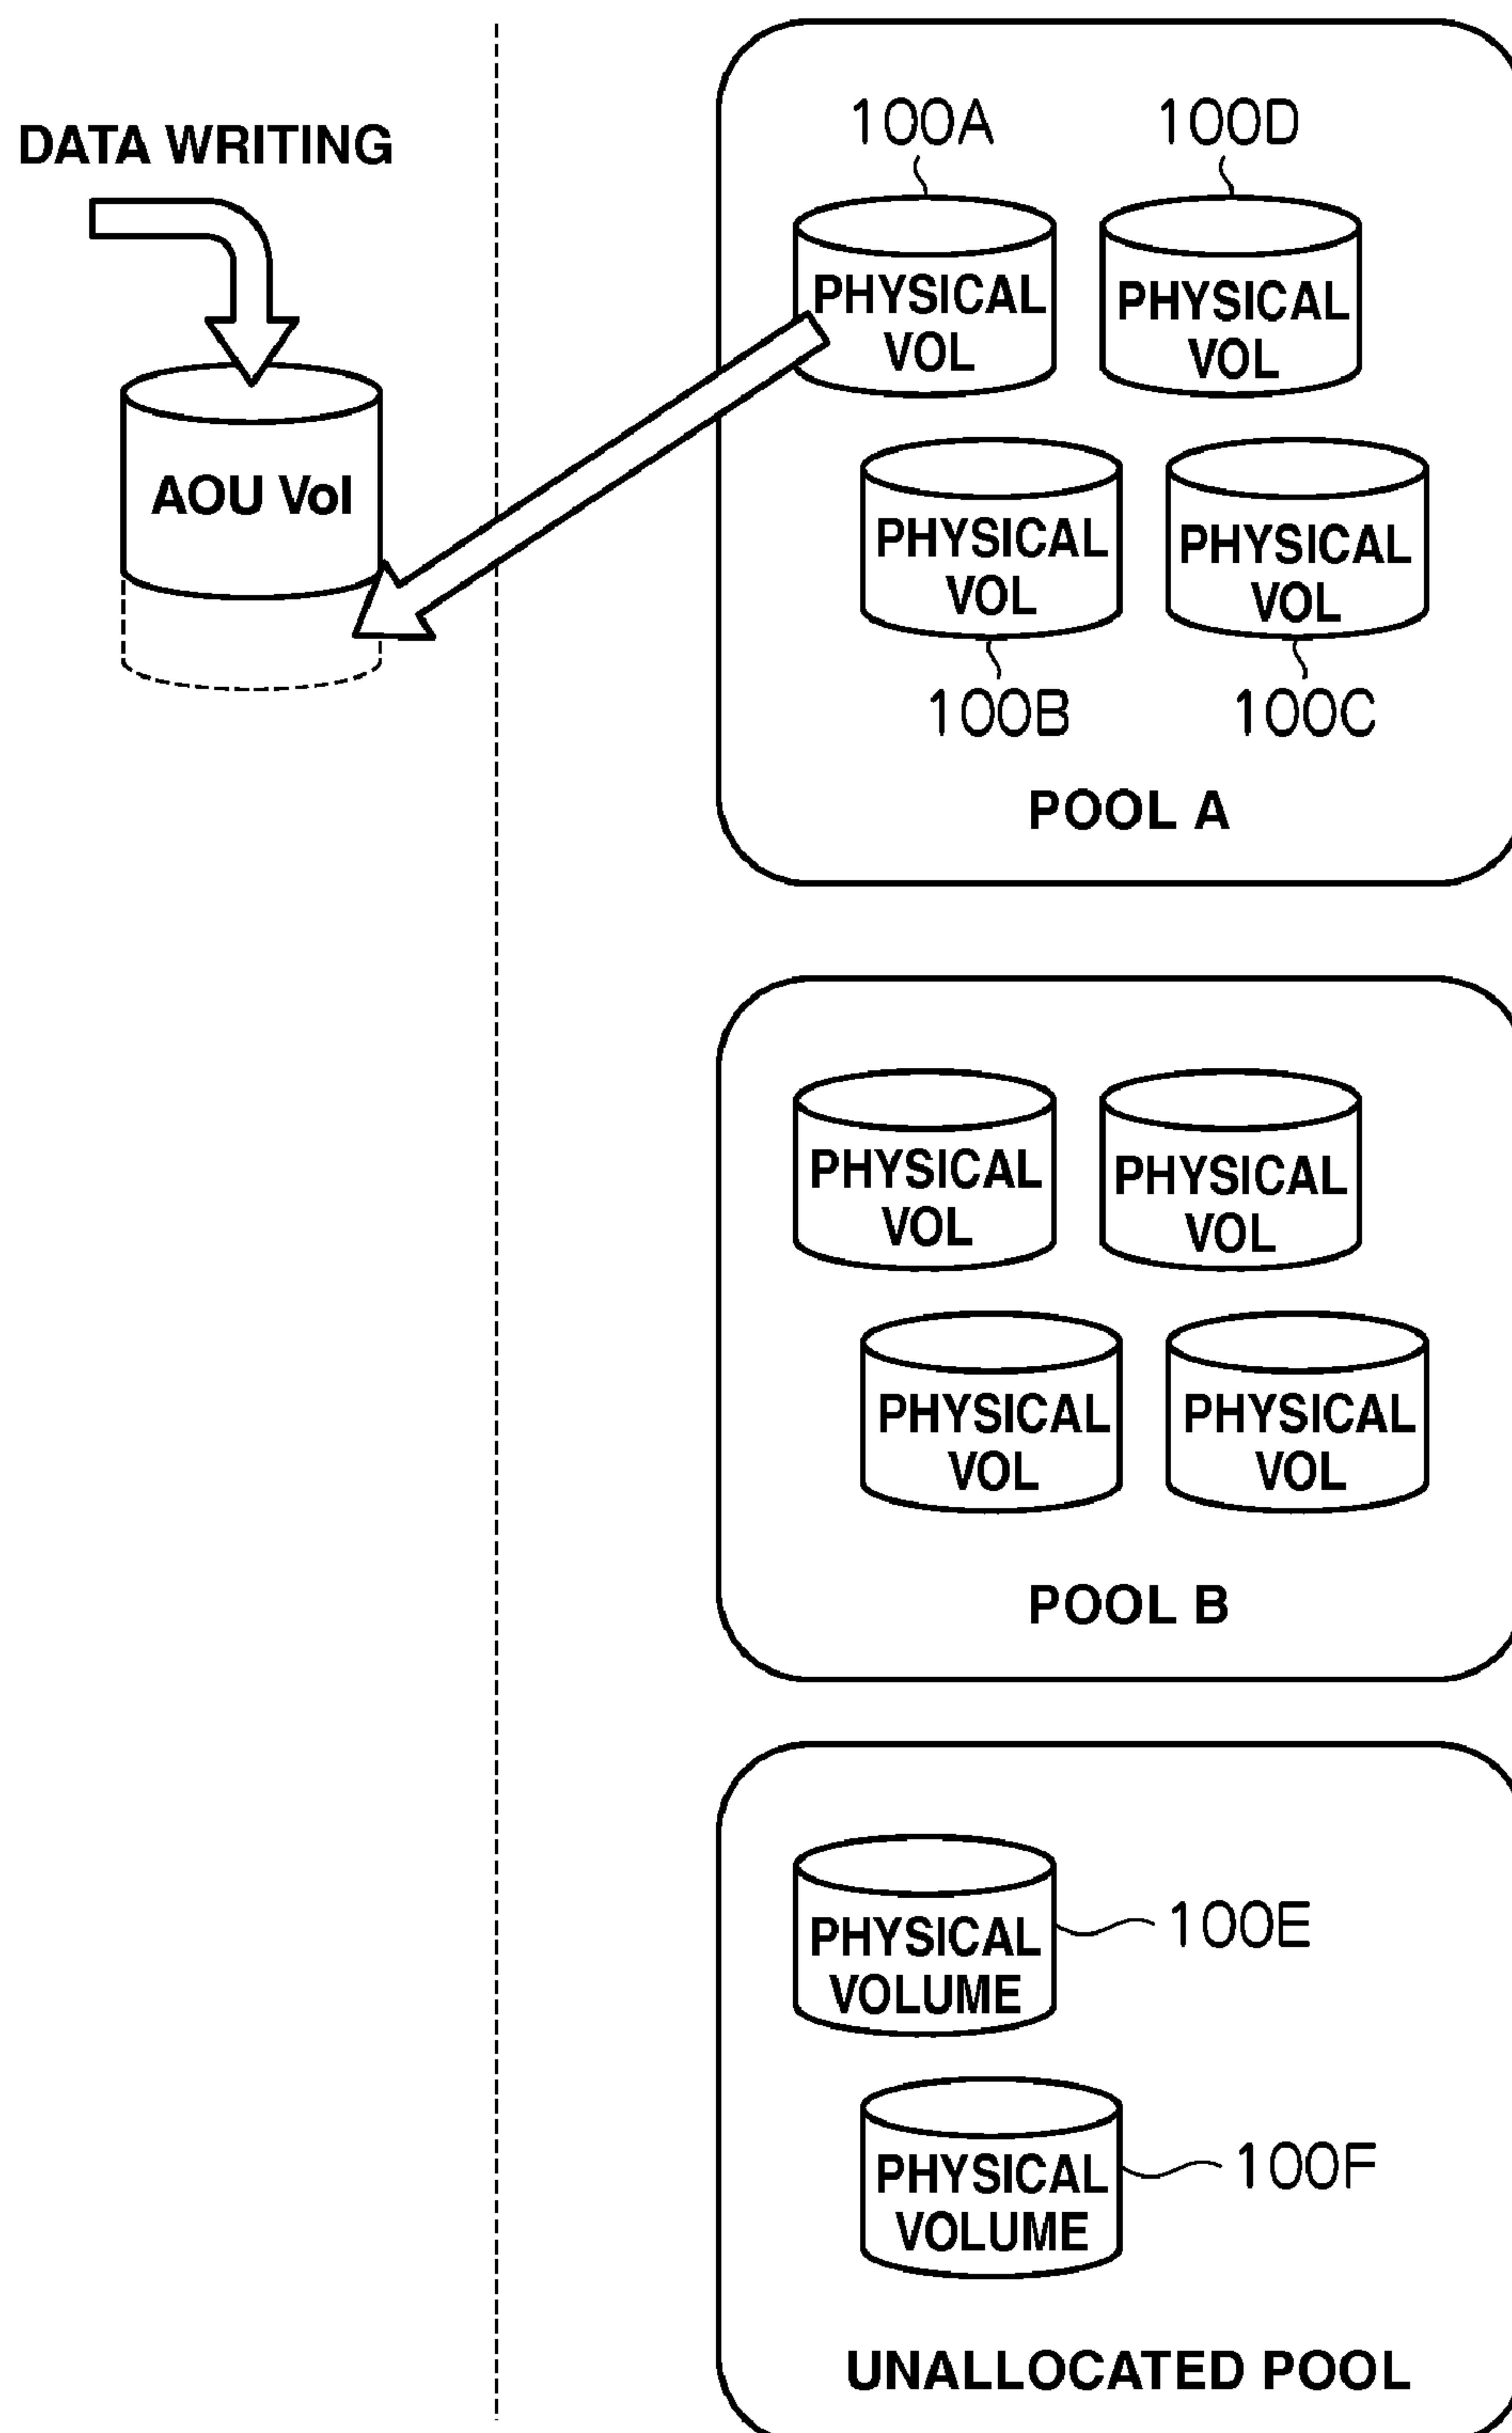 DATA WRITING
AOU Vol
100A
100D
PHYSICAL
VOL
PHYSICAL
VOL
PHYSICAL
VOL
PHYSICAL
VOL
100B
100C
POOL A
PHYSICAL
VOL
PHYSICAL
VOL
PHYSICAL
VOL
PHYSICAL
VOL
POOL B
PHYSICAL
VOLUME
100E
PHYSICAL
VOLUME
100F
UNALLOCATED POOL